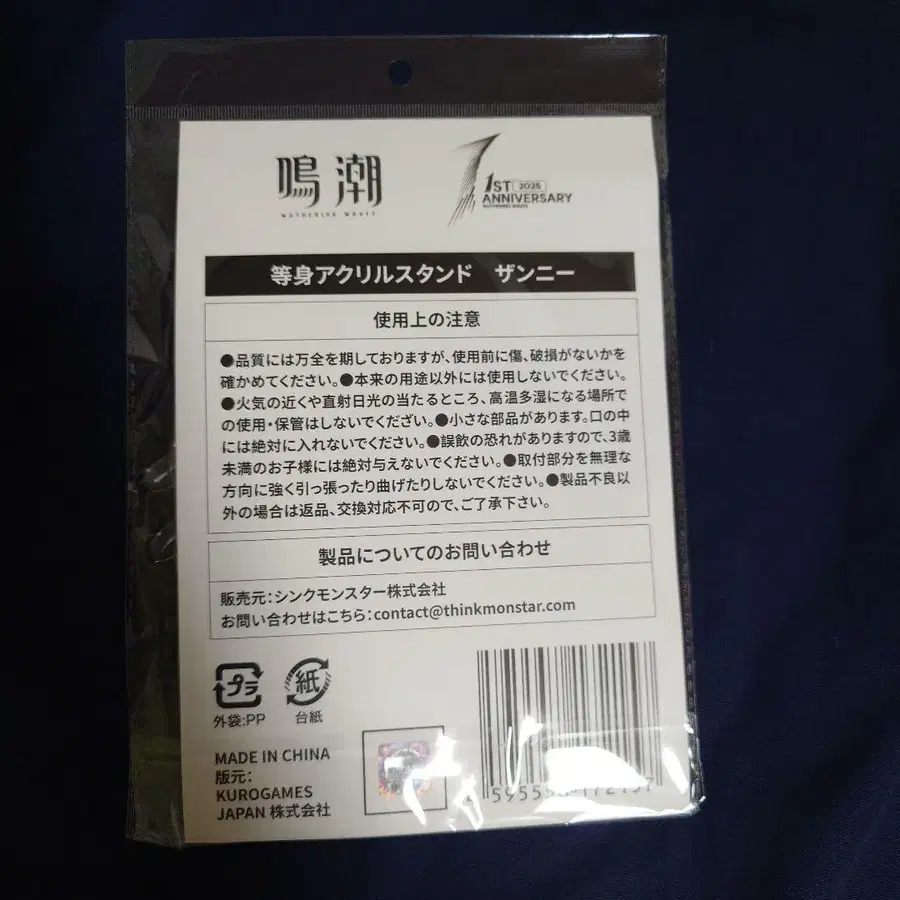 鳴潮
WUTHERING WAVES
1ST 2025
ANNIVERSARY
WUTHERING WAVES
等身アクリルスタンド ザンニー
使用上の注意
●品質には万全を期しておりますが、使用前に傷、破損がないかを
確かめてください。●本来の用途以外には使用しないでください。
●火気の近くや直射日光の当たるところ、高温多湿になる場所で
の使用・保管はしないでください。●小さな部品があります。口の中
には絶対に入れないでください。●誤飲の恐れがありますので、3歳
未満のお子様には絶対与えないでください。●取付部分を無理な
方向に強く引っ張ったり曲げたりしないでください。●製品不良以
外の場合は返品、交換対応不可ので、ご了承下さい。
製品についてのお問い合わせ
販売元:シンクモンスター株式会社
お問い合わせはこちら:contact@thinkmonstar.com
プラ 紙
外袋:PP 台紙
MADE IN CHINA
版元:
KUROGAMES
JAPAN 株式会社